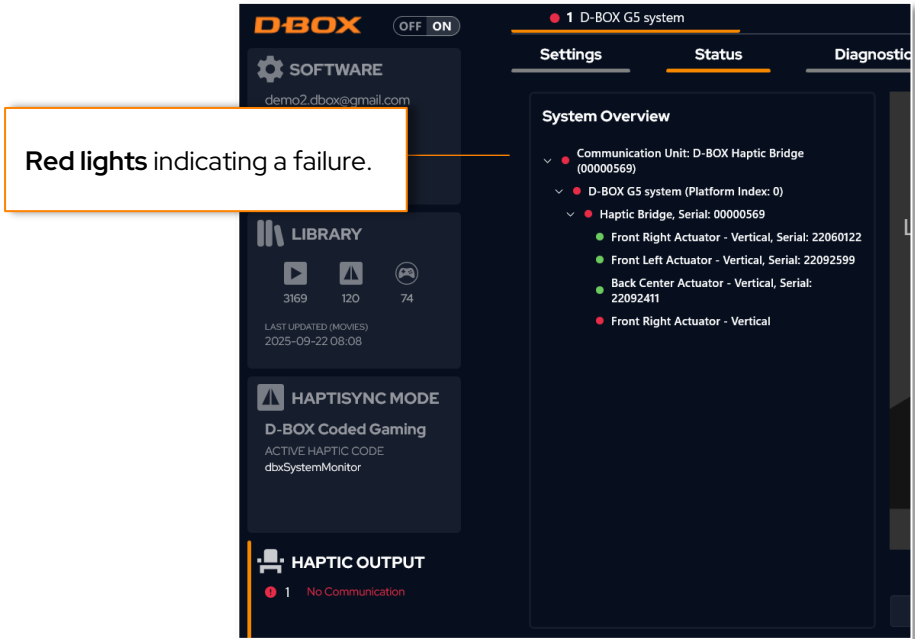 D-BOX
OFF ON
1 D-BOX G5 system
Settings
Status
SOFTWARE
demo2.dbox@gmail.com
Red lights indicating a failure.
System Overview
Communication Unit: D-BOX Haptic Bridge
(00000569)
D-BOX G5 system (Platform Index: 0)
Haptic Bridge, Serial: 00000569
Front Right Actuator - Vertical, Serial: 22060122
Front Left Actuator - Vertical, Serial: 22092599
Back Center Actuator - Vertical, Serial:
22092411
Front Right Actuator - Vertical
LIBRARY
3169 120 74
LAST UPDATED (MOVIES)
2025-09-22 08:08
HAPTISYNC MODE
D-BOX Coded Gaming
ACTIVE HAPTIC CODE
dbxSystemMonitor
HAPTIC OUTPUT
1 No Communication